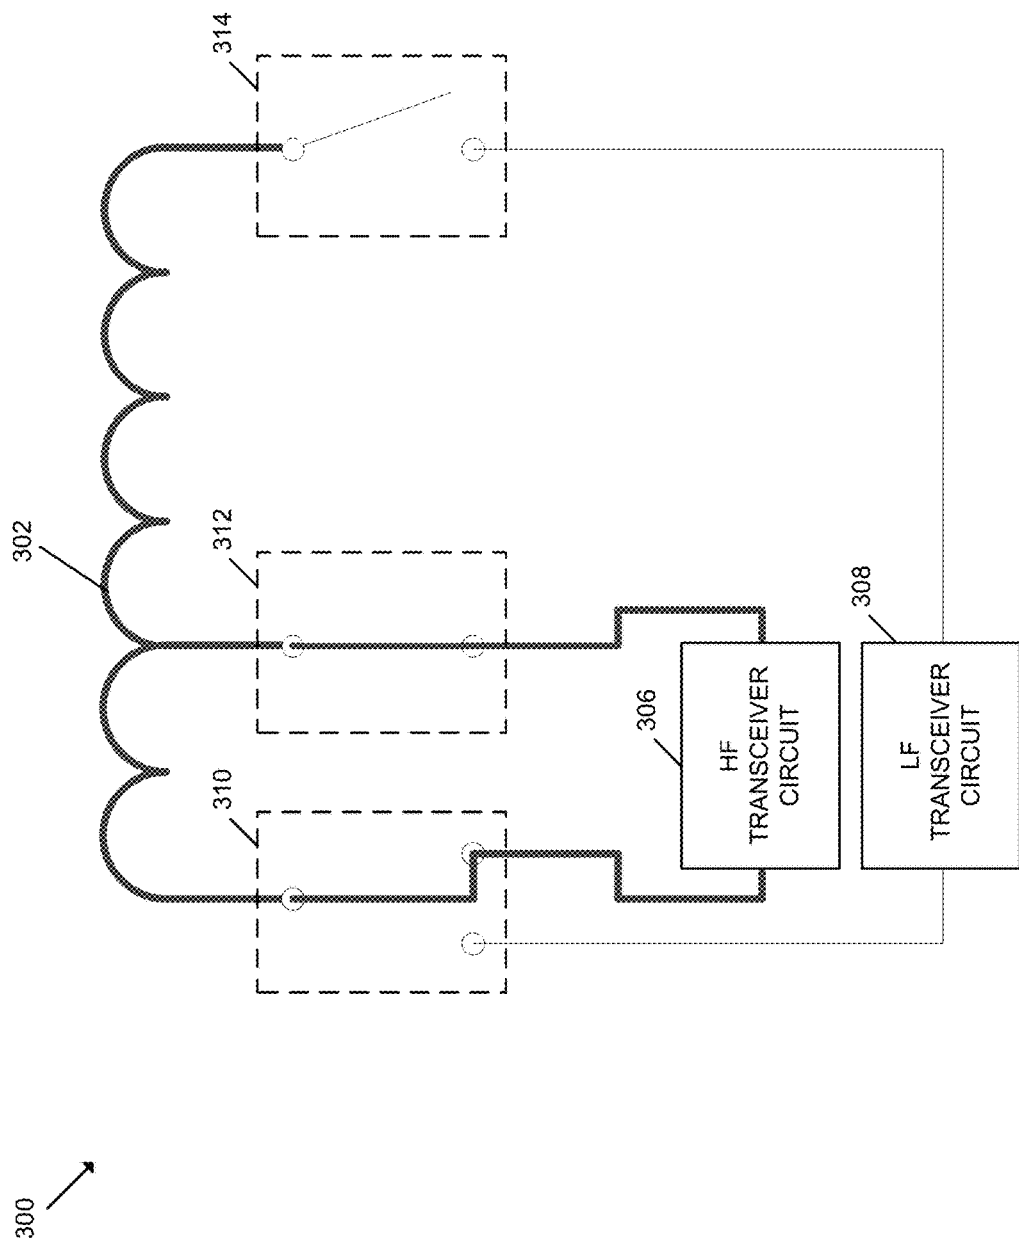 300
302
310
312
314
306
HF
TRANSCEIVER
CIRCUIT
308
LF
TRANSCEIVER
CIRCUIT